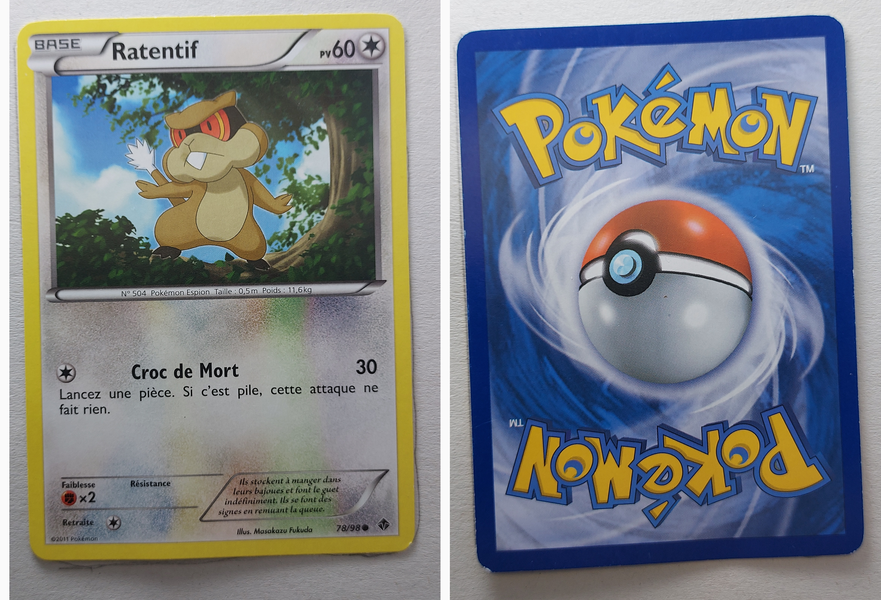 BASE
Ratentif
PV60
N° 504 Pokémon Espion Taille : 0,5m Poids : 11,6kg
Croc de Mort 30
Lancez une pièce. Si c'est pile, cette attaque ne
fait rien.
Faiblesse Résistance
×2
Retraite
Ils stockent à manger dans
leurs bajoues et font le guet
indéfiniment. Ils se font des
signes en remuant la queue.
Illus. Masakazu Fukuda
78/98
©2011 Pokémon
POKéMON
TM
TM
POKéMON